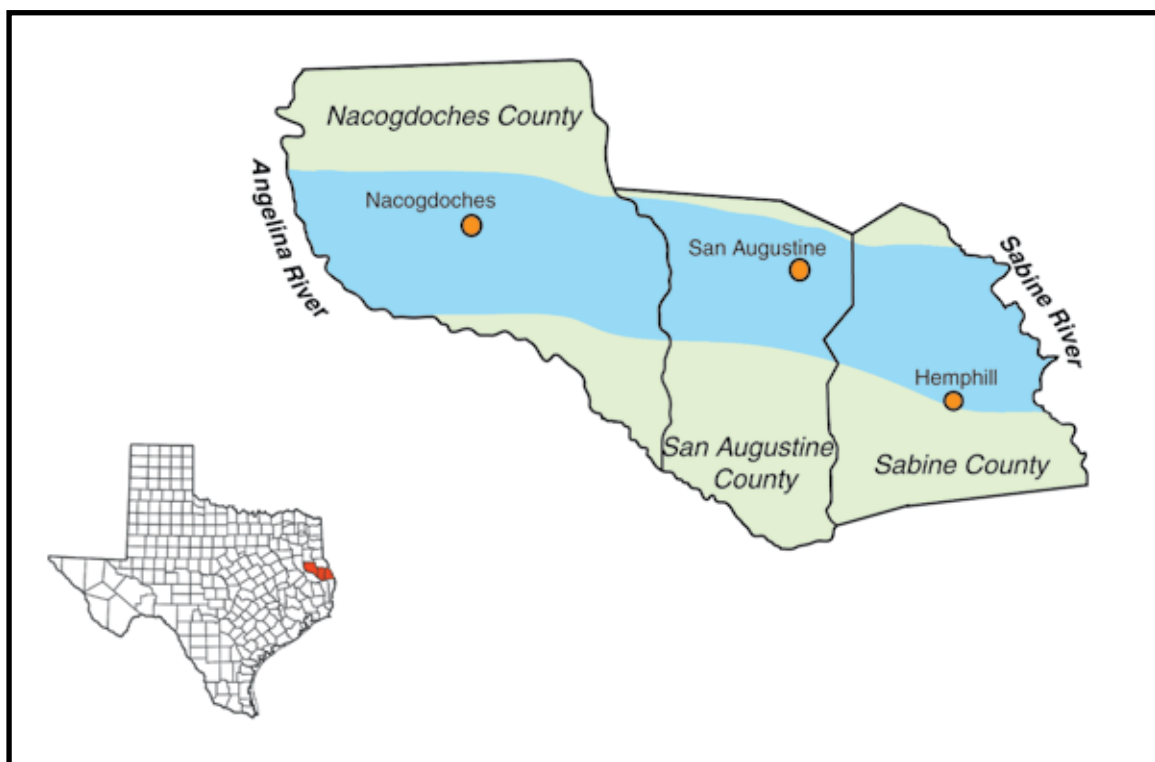 Nacogdoches County
Angelina River
Nacogdoches
San Augustine
Sabine River
Hemphill
San Augustine
County
Sabine County